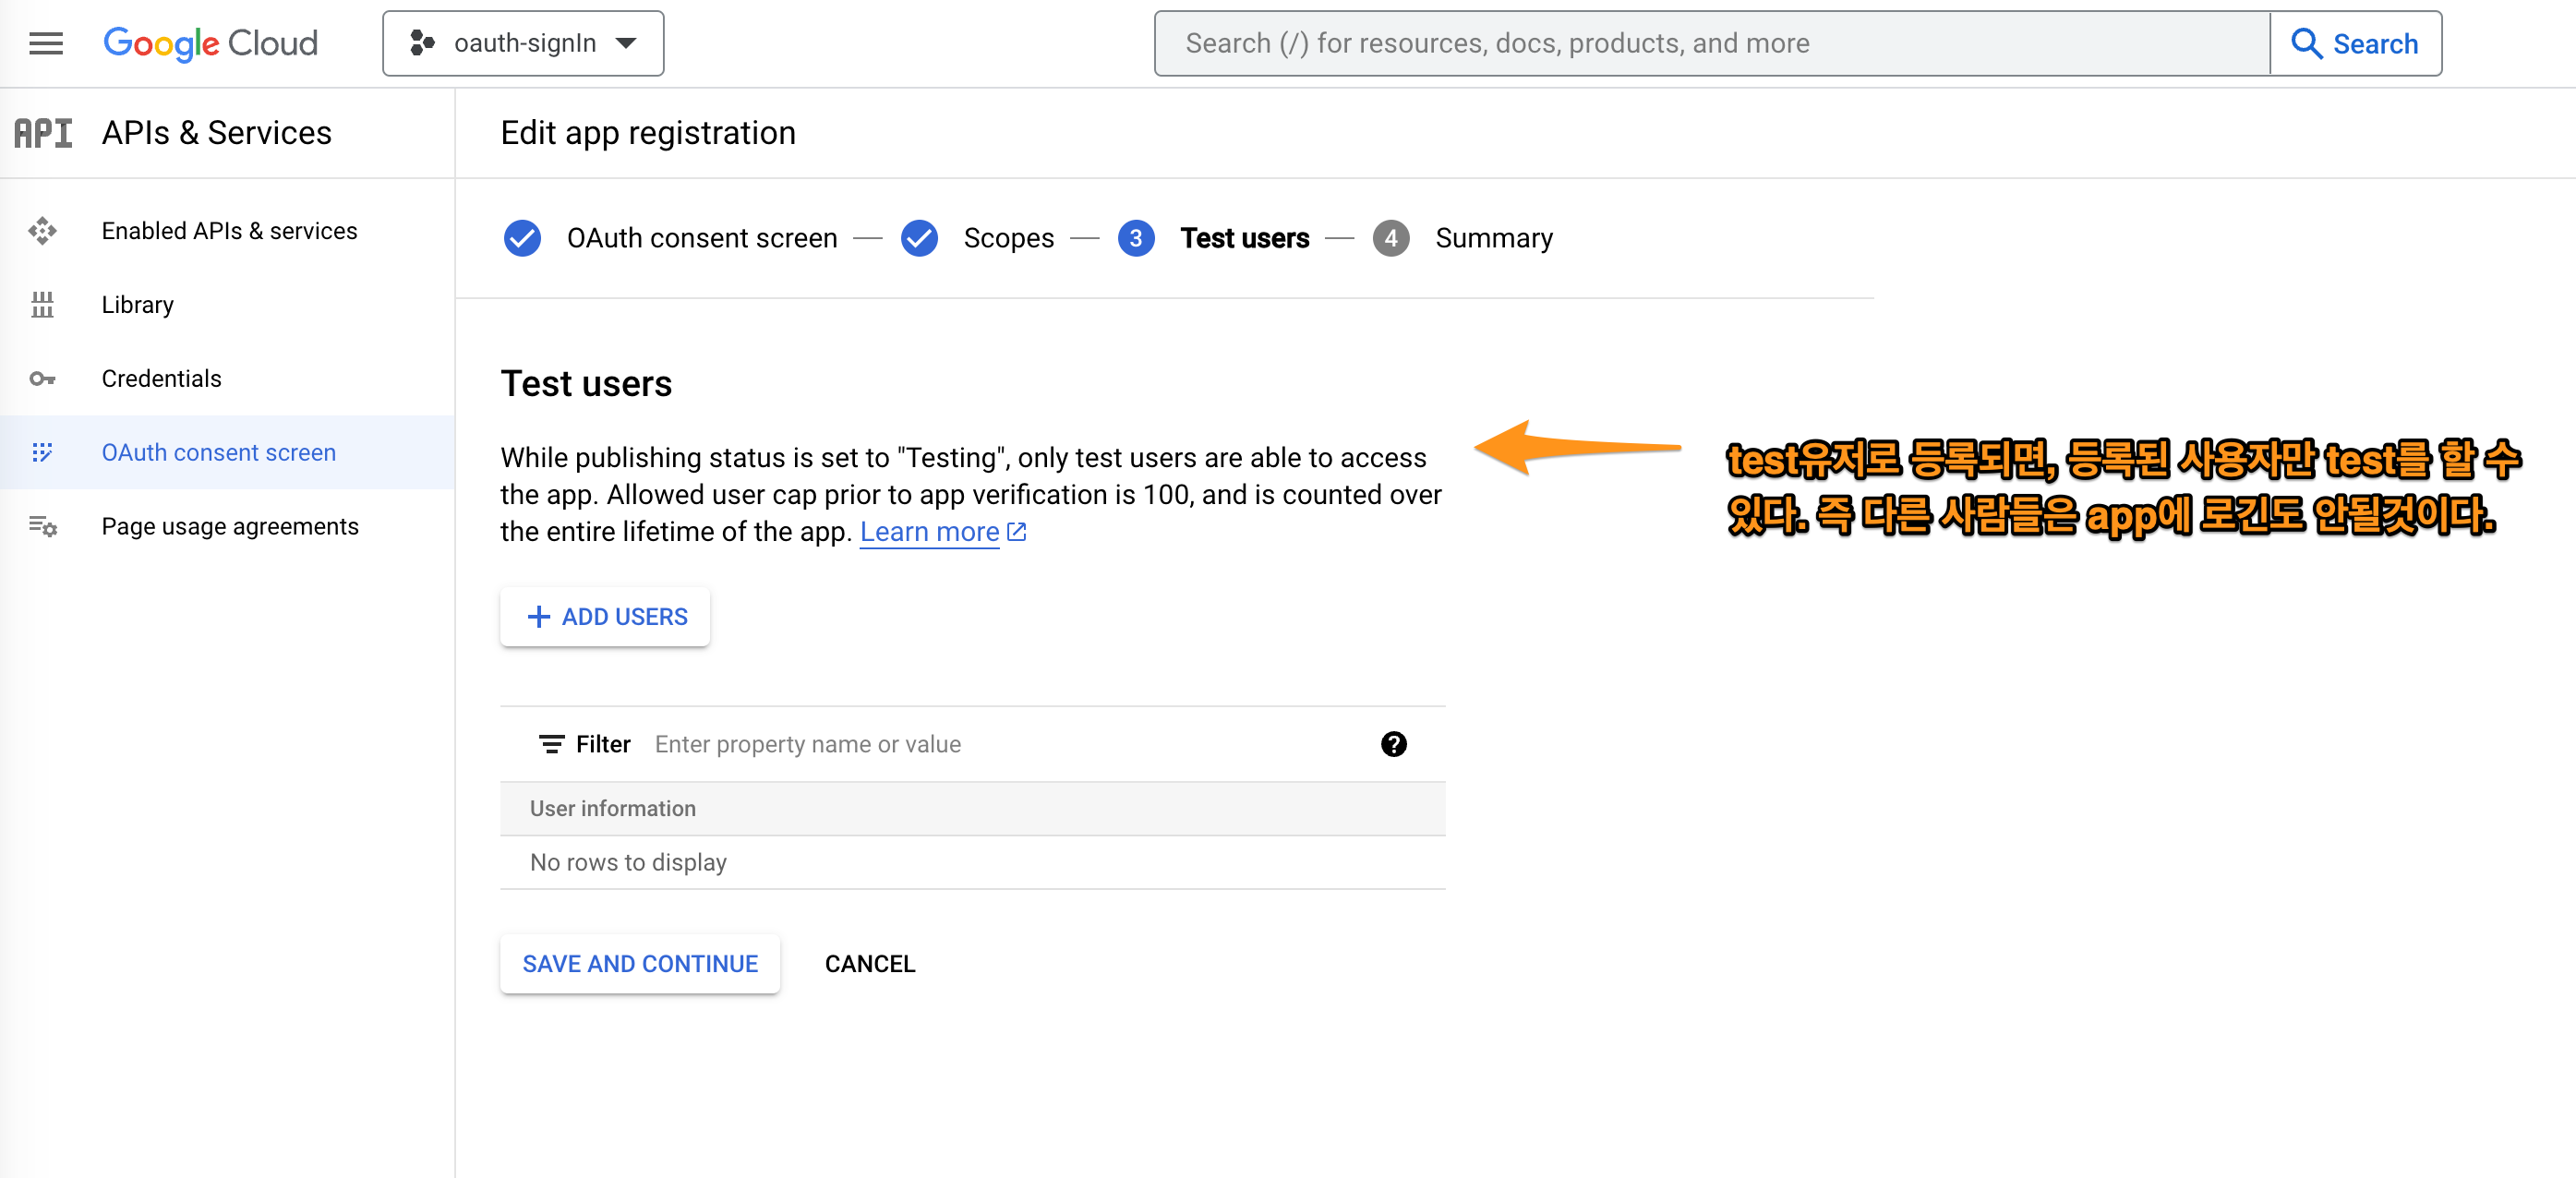 Google Cloud
oauth-signIn
Search (/) for resources, docs, products, and more
Search
API
APIs & Services
Edit app registration
Enabled APIs & services
Library
Credentials
OAuth consent screen
Page usage agreements
OAuth consent screen
Scopes
3
Test users
4
Summary
Test users
While publishing status is set to "Testing", only test users are able to access
the app. Allowed user cap prior to app verification is 100, and is counted over
the entire lifetime of the app. Learn more
test유저로 등록되면, 등록된 사용자만 test를 할 수
있다. 즉 다른 사람들은 app에 로긴도 안될것이다.
+ ADD USERS
Filter
Enter property name or value
?
User information
No rows to display
SAVE AND CONTINUE
CANCEL